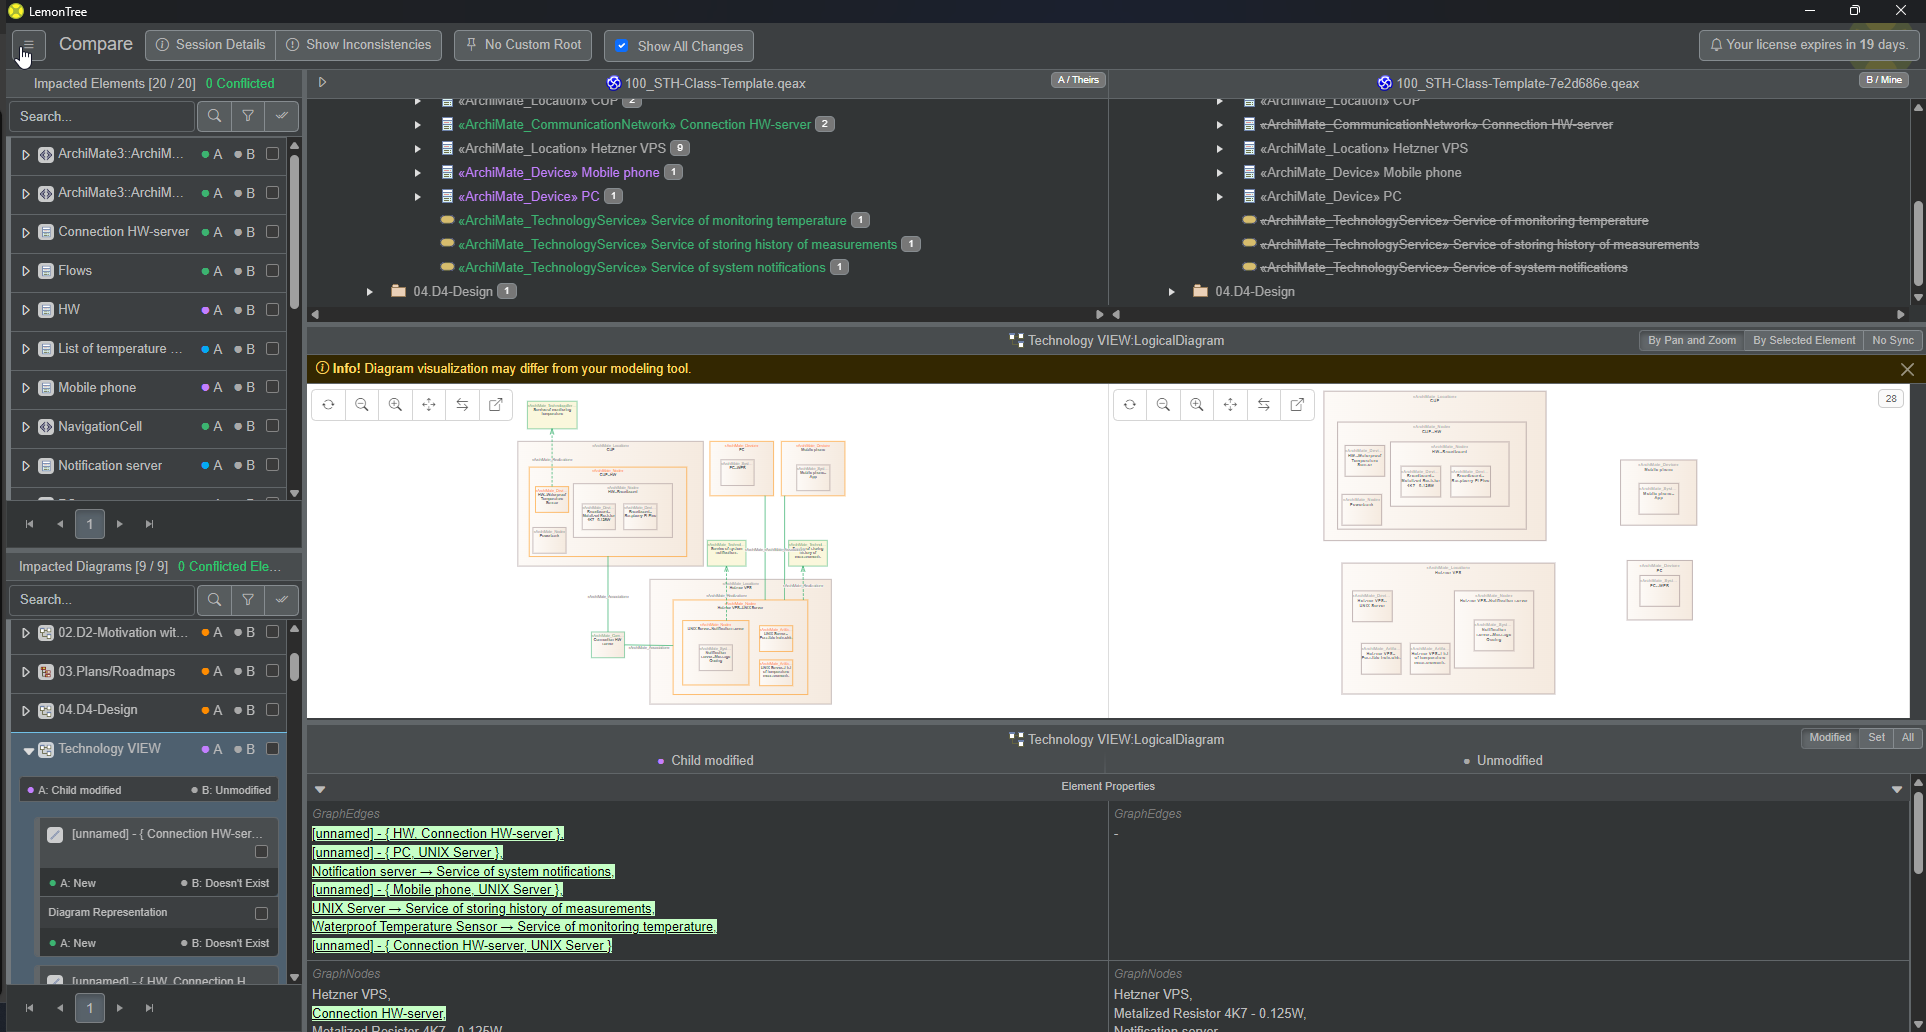 LemonTree
Compare
Session Details
Show Inconsistencies
No Custom Root
Show All Changes
Your license expires in 19 days.
Impacted Elements [20 / 20] 0 Conflicted
Search...
ArchiMate3::ArchiM... A B
ArchiMate3::ArchiM... A B
Connection HW-server A B
Flows A B
HW A B
List of temperature ... A B
Mobile phone A B
NavigationCell A B
Notification server A B
1
Impacted Diagrams [9 / 9] 0 Conflicted Ele...
Search...
02.D2-Motivation wit... A B
03.Plans/Roadmaps A B
04.D4-Design A B
Technology VIEW A B
A: Child modified B: Unmodified
[unnamed] - { Connection HW-ser...
A: New B: Doesn't Exist
Diagram Representation
A: New B: Doesn't Exist
[unnamed] - { HW, Connection H...
1
100_STH-Class-Template.qeax
A / Theirs
«ArchiMate_Location» CUP 2
«ArchiMate_CommunicationNetwork» Connection HW-server 2
«ArchiMate_Location» Hetzner VPS 9
«ArchiMate_Device» Mobile phone 1
«ArchiMate_Device» PC 1
«ArchiMate_TechnologyService» Service of monitoring temperature 1
«ArchiMate_TechnologyService» Service of storing history of measurements 1
«ArchiMate_TechnologyService» Service of system notifications 1
04.D4-Design 1
100_STH-Class-Template-7e2d686e.qeax
B / Mine
«ArchiMate_Location» CUP
«ArchiMate_CommunicationNetwork» Connection HW-server
«ArchiMate_Location» Hetzner VPS
«ArchiMate_Device» Mobile phone
«ArchiMate_Device» PC
«ArchiMate_TechnologyService» Service of monitoring temperature
«ArchiMate_TechnologyService» Service of storing history of measurements
«ArchiMate_TechnologyService» Service of system notifications
04.D4-Design
Technology VIEW:LogicalDiagram
By Pan and Zoom
By Selected Element
No Sync
Info! Diagram visualization may differ from your modeling tool.
28
CUP
PC
Mobile phone
Hetzner VPS
CUP
Hetzner VPS
Mobile phone
PC
Technology VIEW:LogicalDiagram
Modified
Set
All
Child modified
Unmodified
Element Properties
GraphEdges
[unnamed] - { HW, Connection HW-server },
[unnamed] - { PC, UNIX Server },
Notification server → Service of system notifications,
[unnamed] - { Mobile phone, UNIX Server },
UNIX Server → Service of storing history of measurements,
Waterproof Temperature Sensor → Service of monitoring temperature,
[unnamed] - { Connection HW-server, UNIX Server }
GraphEdges
-
GraphNodes
Hetzner VPS,
Connection HW-server,
Metalized Resistor 4K7 - 0.125W,
GraphNodes
Hetzner VPS,
Metalized Resistor 4K7 - 0.125W,
Notification server,